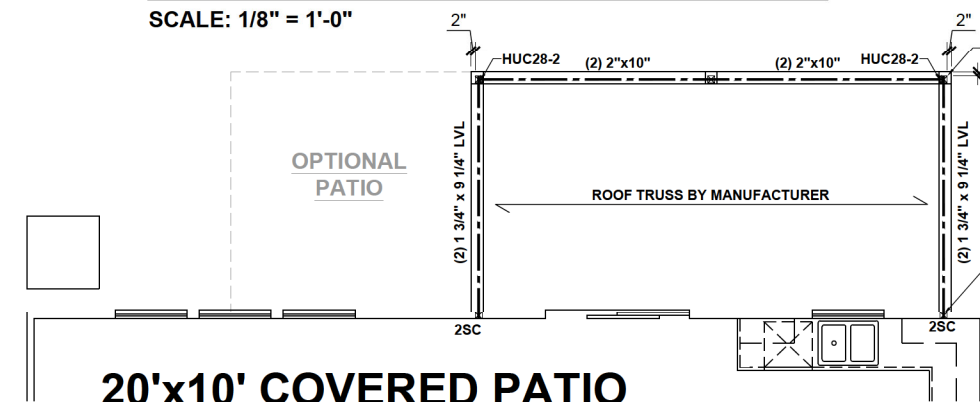 SCALE: 1/8" = 1'-0"
2"
2"
HUC28-2
(2) 2"x10"
(2) 2"x10"
HUC28-2
(2) 1 3/4" x 9 1/4" LVL
OPTIONAL
PATIO
ROOF TRUSS BY MANUFACTURER
(2) 1 3/4" x 9 1/4" LVL
2SC
2SC
20'x10' COVERED PATIO